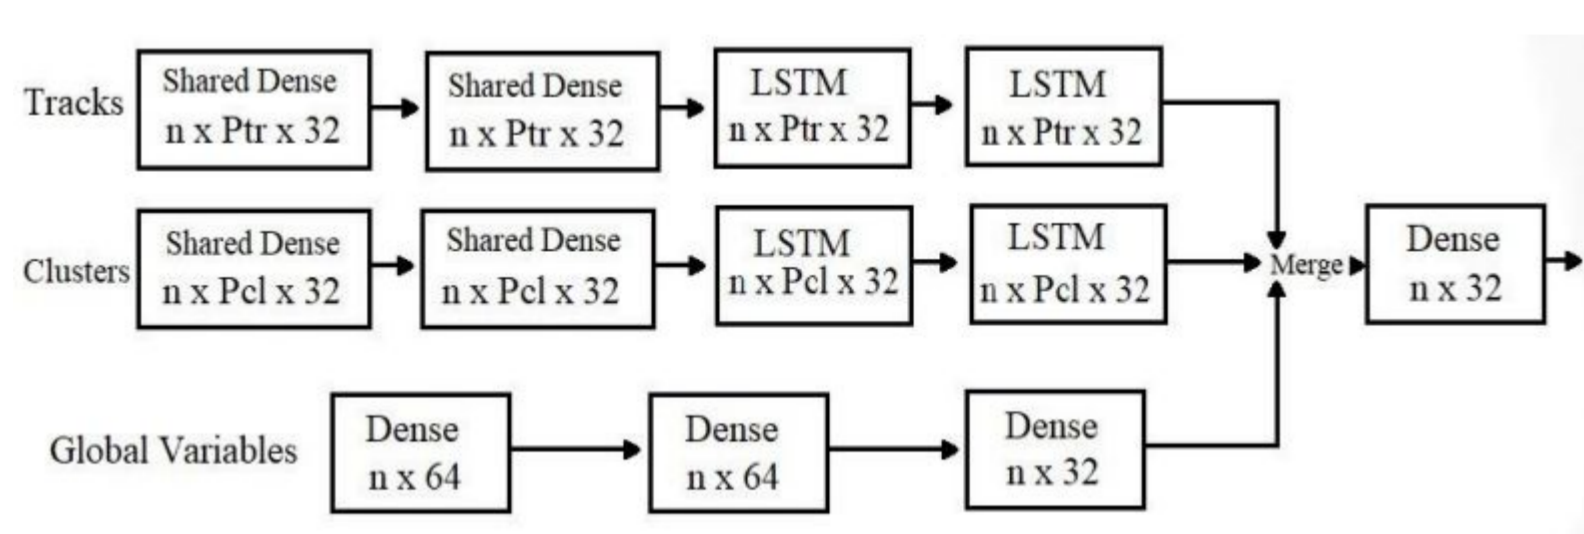 Tracks
Shared Dense
n x Ptr x 32
Shared Dense
n x Ptr x 32
LSTM
n x Ptr x 32
LSTM
n x Ptr x 32
Clusters
Shared Dense
n x Pcl x 32
Shared Dense
n x Pcl x 32
LSTM
n x Pcl x 32
LSTM
n x Pcl x 32
Merge
Dense
n x 32
Global Variables
Dense
n x 64
Dense
n x 64
Dense
n x 32